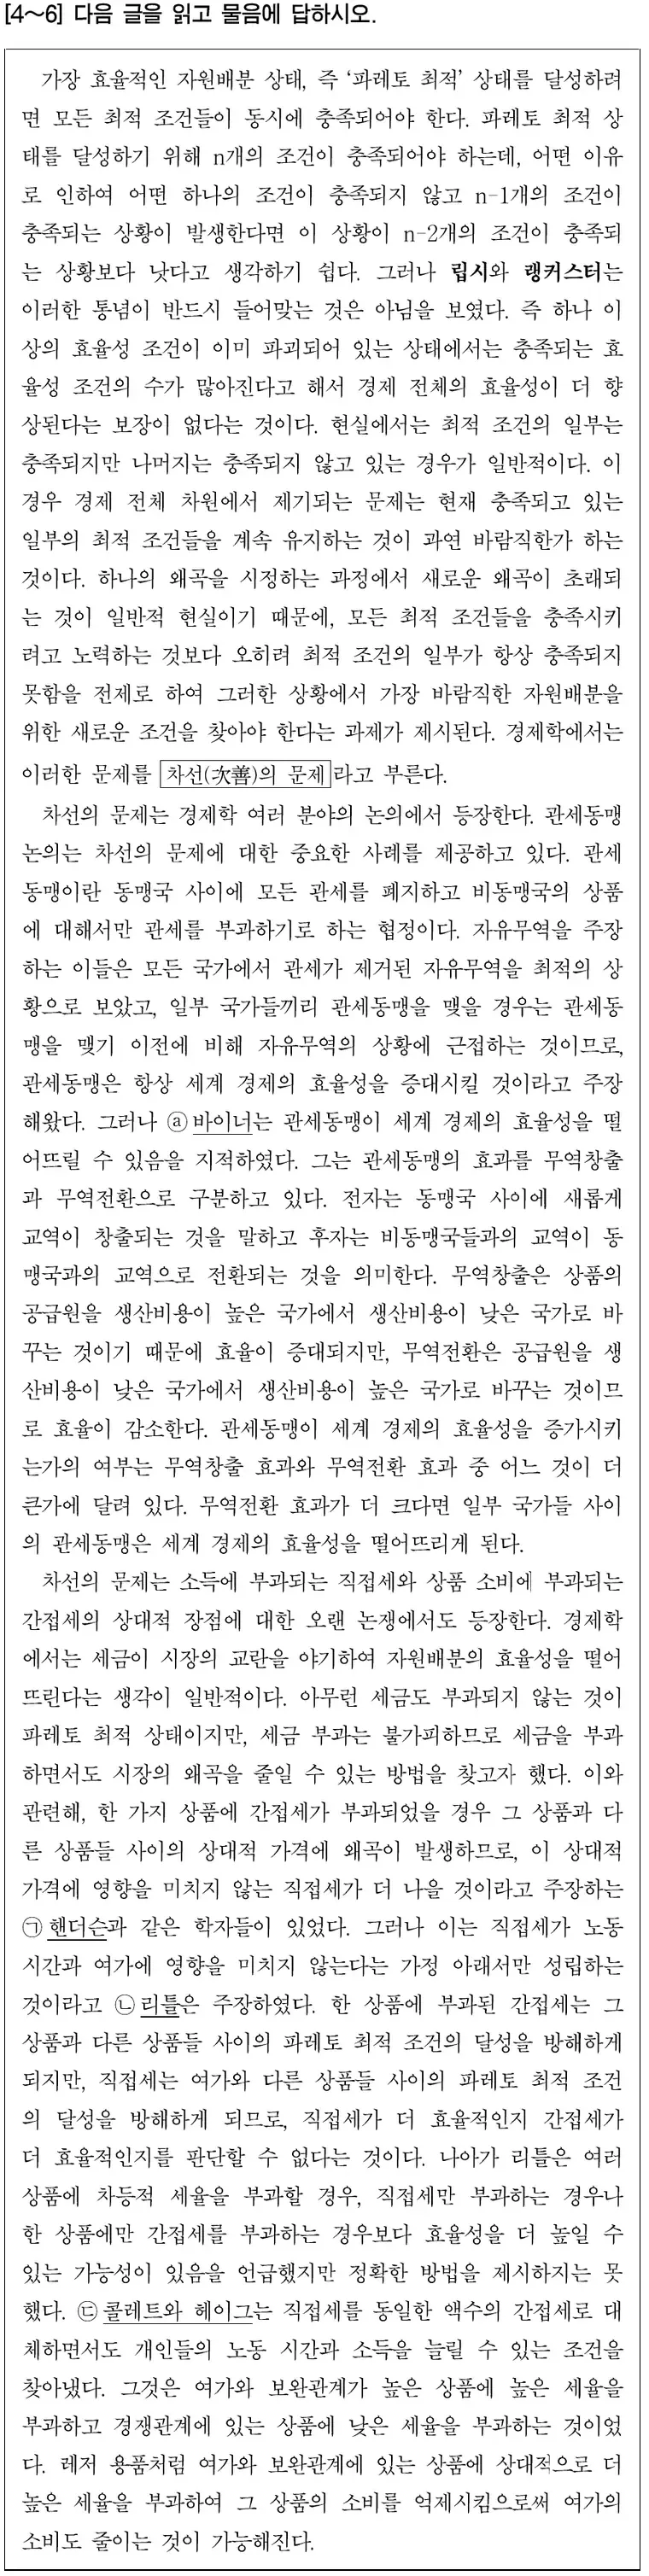 [4～6] 다음 글을 읽고 물음에 답하시오.
가장 효율적인 자원배분 상태, 즉 ‘파레토 최적’ 상태를 달성하려
면 모든 최적 조건들이 동시에 충족되어야 한다. 파레토 최적 상
태를 달성하기 위해 n개의 조건이 충족되어야 하는데, 어떤 이유
로 인하여 어떤 하나의 조건이 충족되지 않고 n-1개의 조건이
충족되는 상황이 발생한다면 이 상황이 n-2개의 조건이 충족되
는 상황보다 낫다고 생각하기 쉽다. 그러나 립시와 랭커스터는
이러한 통념이 반드시 들어맞는 것은 아님을 보였다. 즉 하나 이
상의 효율성 조건이 이미 파괴되어 있는 상태에서는 충족되는 효
율성 조건의 수가 많아진다고 해서 경제 전체의 효율성이 더 향
상된다는 보장이 없다는 것이다. 현실에서는 최적 조건의 일부는
충족되지만 나머지는 충족되지 않고 있는 경우가 일반적이다. 이
경우 경제 전체 차원에서 제기되는 문제는 현재 충족되고 있는
일부의 최적 조건들을 계속 유지하는 것이 과연 바람직한가 하는
것이다. 하나의 왜곡을 시정하는 과정에서 새로운 왜곡이 초래되
는 것이 일반적 현실이기 때문에, 모든 최적 조건들을 충족시키
려고 노력하는 것보다 오히려 최적 조건의 일부가 항상 충족되지
못함을 전제로 하여 그러한 상황에서 가장 바람직한 자원배분을
위한 새로운 조건을 찾아야 한다는 과제가 제시된다. 경제학에서는
이러한 문제를 차선(次善)의 문제라고 부른다.
차선의 문제는 경제학 여러 분야의 논의에서 등장한다. 관세동맹
논의는 차선의 문제에 대한 중요한 사례를 제공하고 있다. 관세
동맹이란 동맹국 사이에 모든 관세를 폐지하고 비동맹국의 상품
에 대해서만 관세를 부과하기로 하는 협정이다. 자유무역을 주장
하는 이들은 모든 국가에서 관세가 제거된 자유무역을 최적의 상
황으로 보았고, 일부 국가들끼리 관세동맹을 맺을 경우는 관세동
맹을 맺기 이전에 비해 자유무역의 상황에 근접하는 것이므로,
관세동맹은 항상 세계 경제의 효율성을 증대시킬 것이라고 주장
해왔다. 그러나 ⓐ바이너는 관세동맹이 세계 경제의 효율성을 떨
어뜨릴 수 있음을 지적하였다. 그는 관세동맹의 효과를 무역창출
과 무역전환으로 구분하고 있다. 전자는 동맹국 사이에 새롭게
교역이 창출되는 것을 말하고 후자는 비동맹국들과의 교역이 동
맹국과의 교역으로 전환되는 것을 의미한다. 무역창출은 상품의
공급원을 생산비용이 높은 국가에서 생산비용이 낮은 국가로 바
꾸는 것이기 때문에 효율이 증대되지만, 무역전환은 공급원을 생
산비용이 낮은 국가에서 생산비용이 높은 국가로 바꾸는 것이므
로 효율이 감소한다. 관세동맹이 세계 경제의 효율성을 증가시키
는가의 여부는 무역창출 효과와 무역전환 효과 중 어느 것이 더
큰가에 달려 있다. 무역전환 효과가 더 크다면 일부 국가들 사이
의 관세동맹은 세계 경제의 효율성을 떨어뜨리게 된다.
차선의 문제는 소득에 부과되는 직접세와 상품 소비에 부과되는
간접세의 상대적 장점에 대한 오랜 논쟁에서도 등장한다. 경제학
에서는 세금이 시장의 교란을 야기하여 자원배분의 효율성을 떨어
뜨린다는 생각이 일반적이다. 아무런 세금도 부과되지 않는 것이
파레토 최적 상태이지만, 세금 부과는 불가피하므로 세금을 부과
하면서도 시장의 왜곡을 줄일 수 있는 방법을 찾고자 했다. 이와
관련해, 한 가지 상품에 간접세가 부과되었을 경우 그 상품과 다
른 상품들 사이의 상대적 가격에 왜곡이 발생하므로, 이 상대적
가격에 영향을 미치지 않는 직접세가 더 나을 것이라고 주장하는
㉠핸더슨과 같은 학자들이 있었다. 그러나 이는 직접세가 노동
시간과 여가에 영향을 미치지 않는다는 가정 아래서만 성립하는
것이라고 ㉡리틀은 주장하였다. 한 상품에 부과된 간접세는 그
상품과 다른 상품들 사이의 파레토 최적 조건의 달성을 방해하게
되지만, 직접세는 여가와 다른 상품들 사이의 파레토 최적 조건
의 달성을 방해하게 되므로, 직접세가 더 효율적인지 간접세가
더 효율적인지를 판단할 수 없다는 것이다. 나아가 리틀은 여러
상품에 차등적 세율을 부과할 경우, 직접세만 부과하는 경우나
한 상품에만 간접세를 부과하는 경우보다 효율성을 더 높일 수
있는 가능성이 있음을 언급했지만 정확한 방법을 제시하지는 못
했다. ㉢콜레트와 헤이그는 직접세를 동일한 액수의 간접세로 대
체하면서도 개인들의 노동 시간과 소득을 늘릴 수 있는 조건을
찾아냈다. 그것은 여가와 보완관계가 높은 상품에 높은 세율을
부과하고 경쟁관계에 있는 상품에 낮은 세율을 부과하는 것이었
다. 레저 용품처럼 여가와 보완관계에 있는 상품에 상대적으로 더
높은 세율을 부과하여 그 상품의 소비를 억제시킴으로써 여가의
소비도 줄이는 것이 가능해진다.